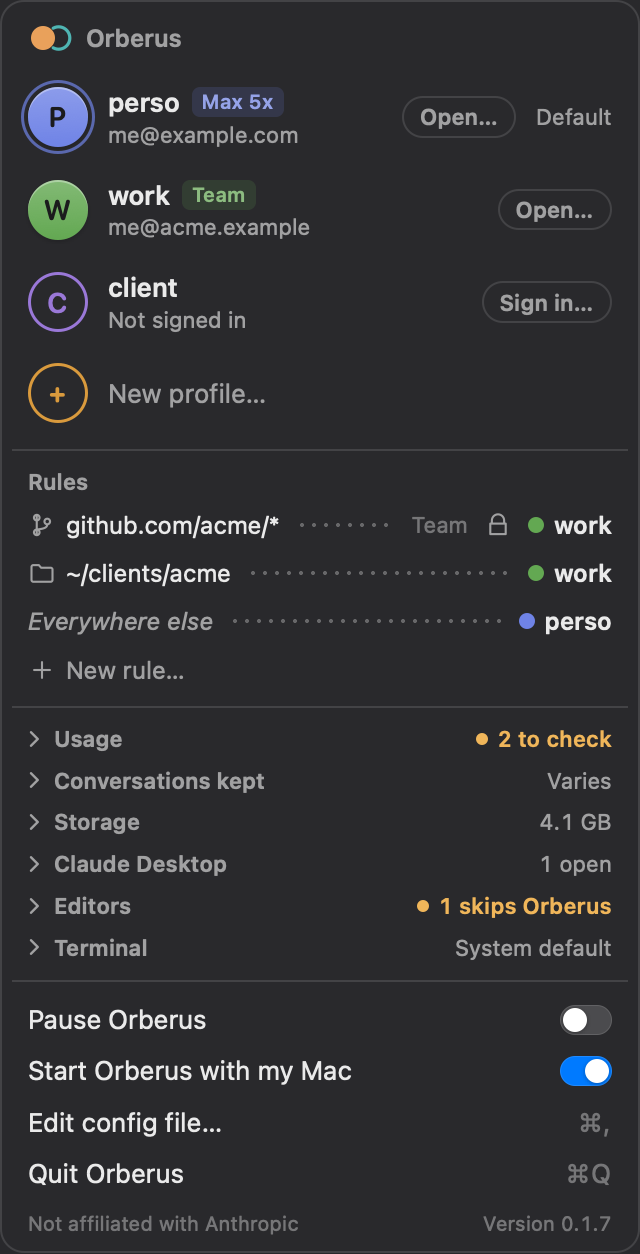 Orberus
P
perso Max 5x
me@example.com
Open... Default
W
work Team
me@acme.example
Open...
C
client
Not signed in
Sign in...
+ New profile...
Rules
github.com/acme/* ········ Team work
~/clients/acme ························ work
Everywhere else ························· perso
+ New rule...
> Usage 2 to check
> Conversations kept Varies
> Storage 4.1 GB
> Claude Desktop 1 open
> Editors 1 skips Orberus
> Terminal System default
Pause Orberus
Start Orberus with my Mac
Edit config file... ⌘,
Quit Orberus ⌘Q
Not affiliated with Anthropic Version 0.1.7